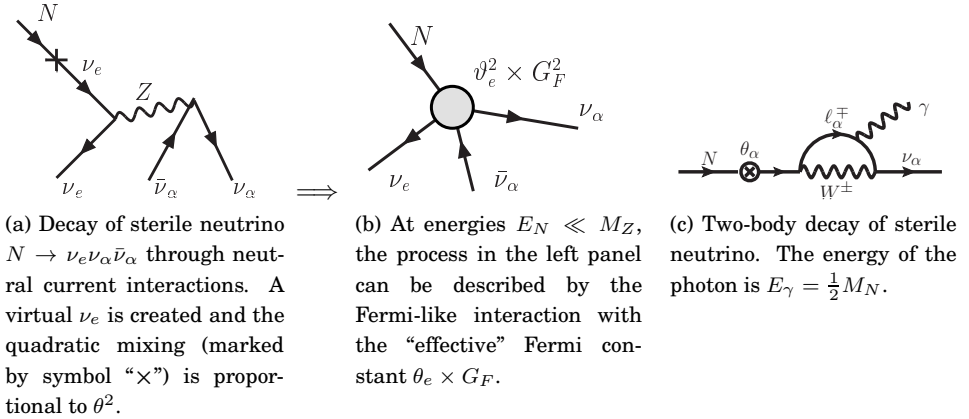 N
ν_e
Z
ν_e
ν̄_α
ν_α
⟹
N
ϑ_e^2 × G_F^2
ν_α
ν_e
ν̄_α
N
θ_α
ℓ_α^∓
γ
W^±
ν_α
(a) Decay of sterile neutrino
N → ν_eν_αν̄_α through neut-
ral current interactions. A
virtual ν_e is created and the
quadratic mixing (marked
by symbol “×”) is propor-
tional to θ^2.
(b) At energies E_N ≪ M_Z,
the process in the left panel
can be described by the
Fermi-like interaction with
the “effective” Fermi con-
stant θ_e × G_F.
(c) Two-body decay of sterile
neutrino. The energy of the
photon is E_γ = 1/2 M_N.